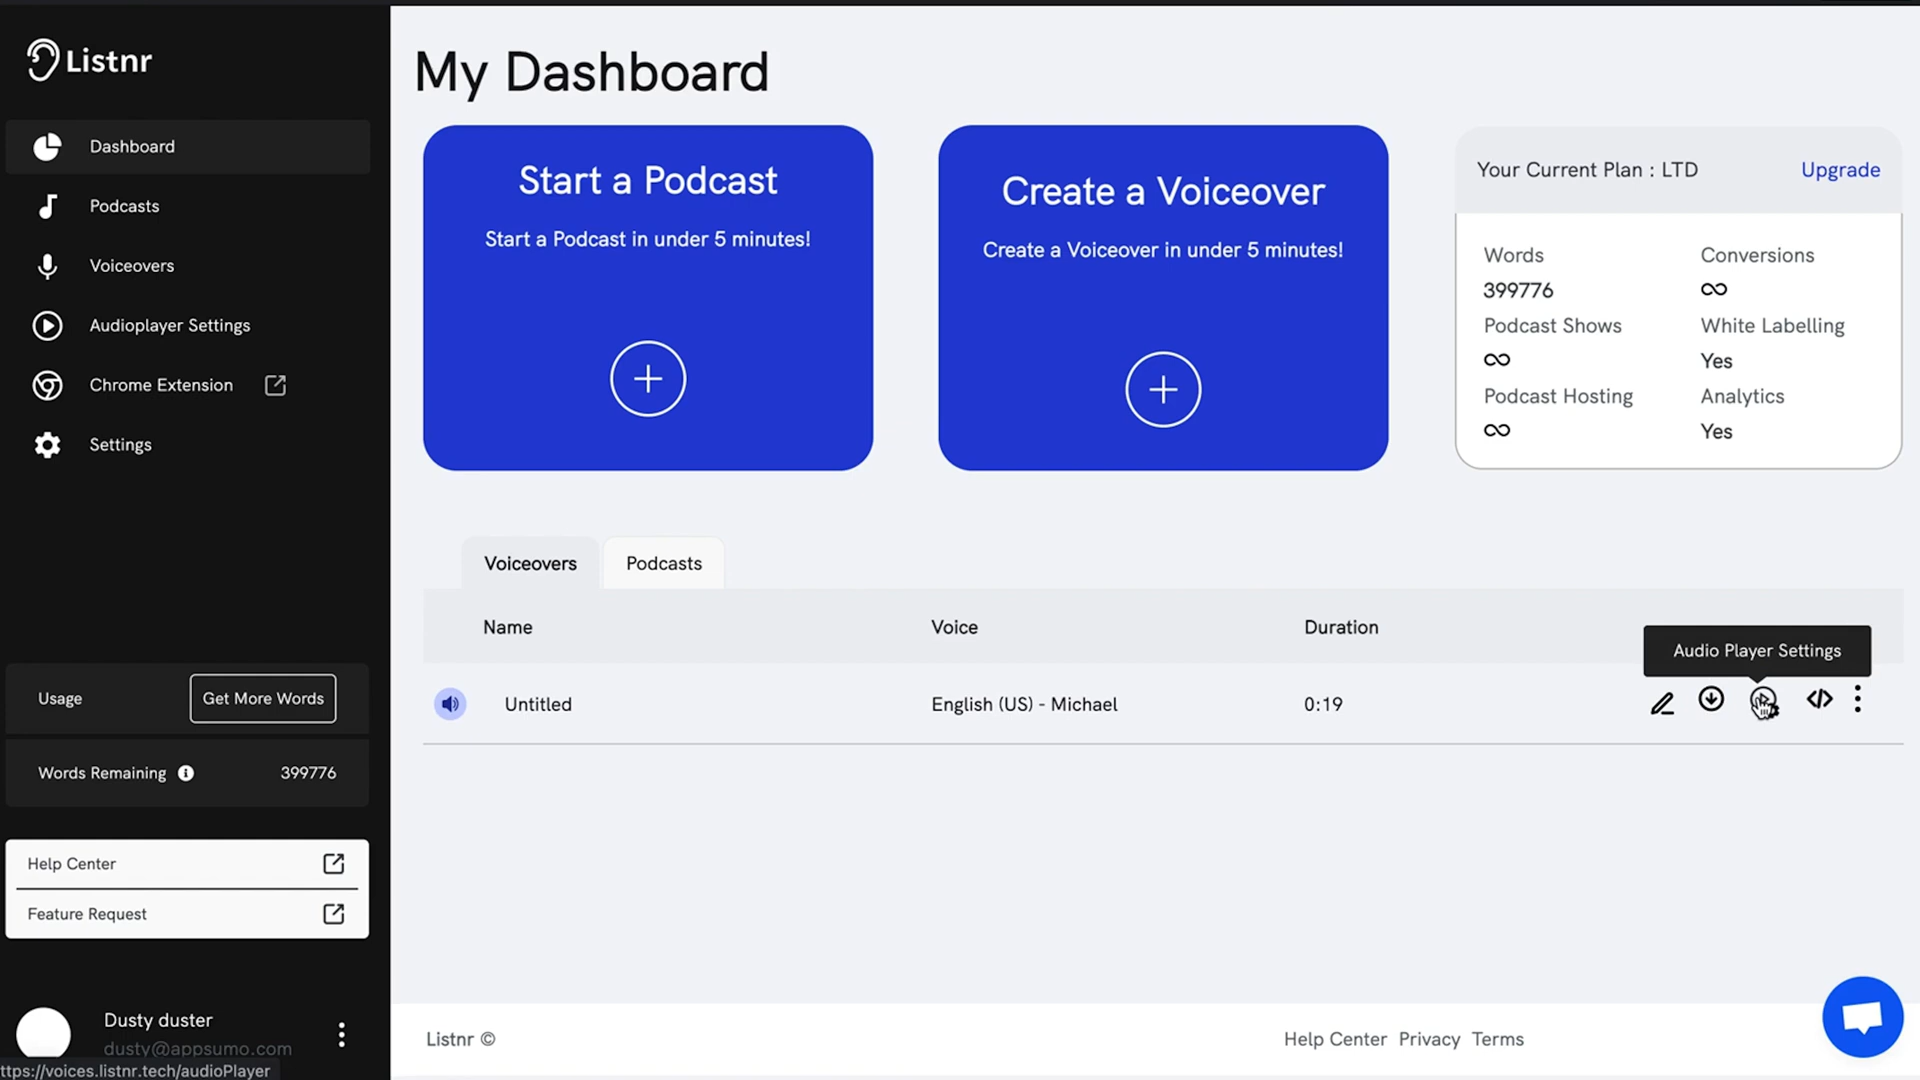 Listnr
Dashboard
Podcasts
Voiceovers
Audioplayer Settings
Chrome Extension
Settings
Usage
Get More Words
Words Remaining
399776
Help Center
Feature Request
Dusty duster
dusty@appsumo.com
ttps://voices.listnr.tech/audioPlayer
My Dashboard
Start a Podcast
Start a Podcast in under 5 minutes!
Create a Voiceover
Create a Voiceover in under 5 minutes!
Your Current Plan : LTD
Upgrade
Words
Conversions
399776
∞
Podcast Shows
White Labelling
∞
Yes
Podcast Hosting
Analytics
∞
Yes
Voiceovers
Podcasts
Name
Voice
Duration
Audio Player Settings
Untitled
English (US) - Michael
0:19
Listnr ©
Help Center
Privacy
Terms